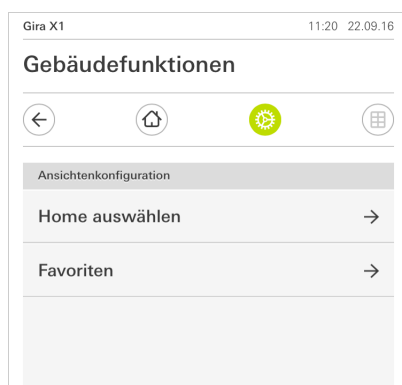 Gira X1 11:20 22.09.16
Gebäudefunktionen
Ansichtenkonfiguration
Home auswählen
Favoriten